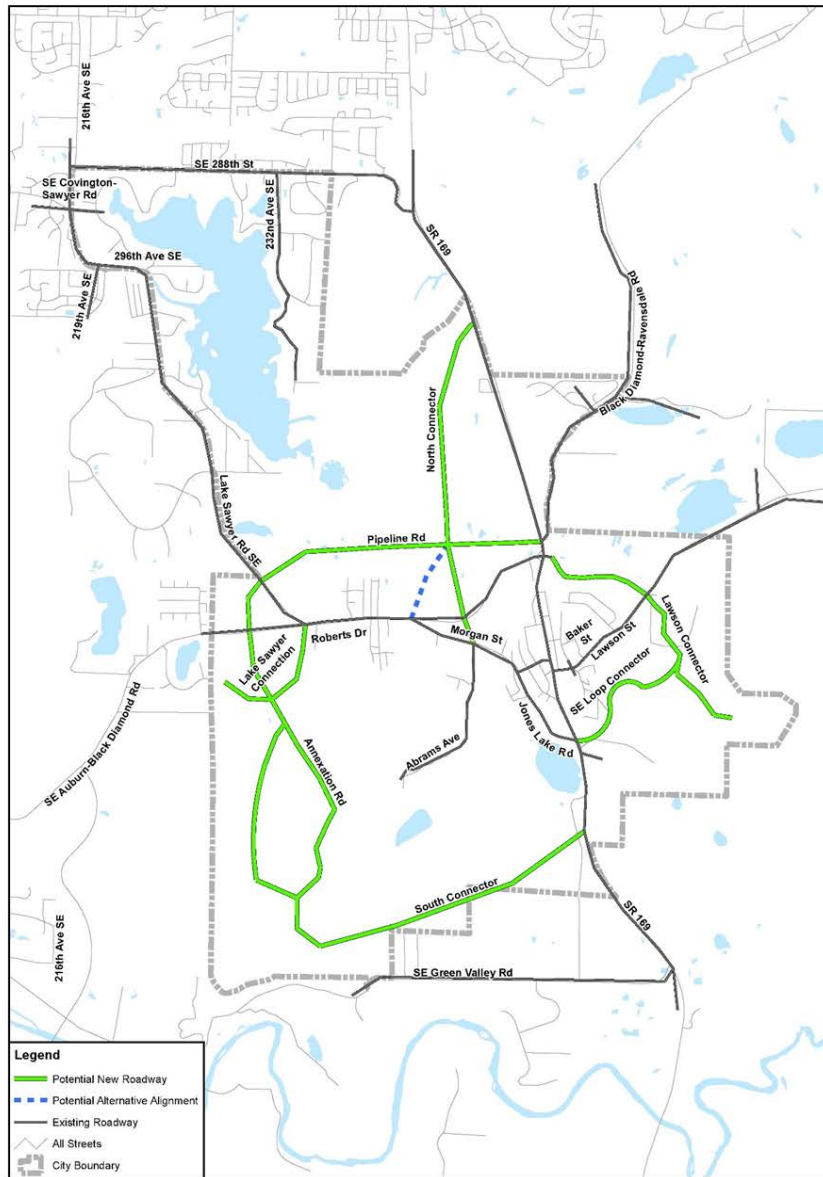 216th Ave SE
SE 288th St
SE Covington-
Sawyer Rd
232nd Ave SE
SR 169
296th Ave SE
219th Ave SE
Black Diamond-Ravensdale Rd
North Connector
Lake Sawyer Rd SE
Pipeline Rd
Lawson Connector
Baker
St
Lawson St
Roberts Dr
Morgan St
Lake Sawyer
Connection
SE Loop Connector
Jones Lake Rd
SE Auburn-Black Diamond Rd
Annexation Rd
Abrams Ave
South Connector
SR 169
216th Ave SE
SE Green Valley Rd
Legend
Potential New Roadway
Potential Alternative Alignment
Existing Roadway
All Streets
City Boundary